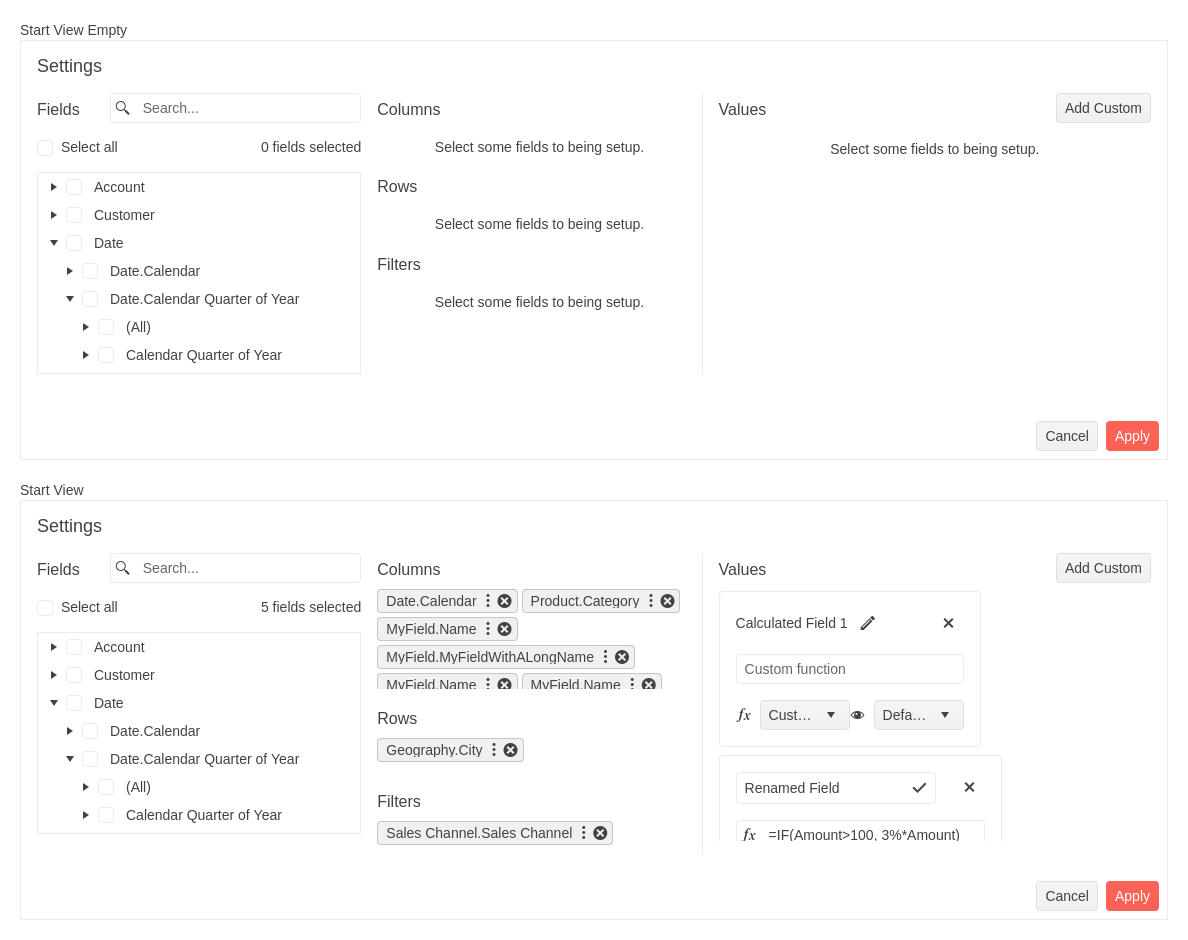 Start View Empty
Settings
Fields
Search...
Select all
0 fields selected
Account
Customer
Date
Date.Calendar
Date.Calendar Quarter of Year
(All)
Calendar Quarter of Year
Columns
Select some fields to being setup.
Rows
Select some fields to being setup.
Filters
Select some fields to being setup.
Values
Add Custom
Select some fields to being setup.
Cancel
Apply
Start View
Settings
Fields
Search...
Select all
5 fields selected
Account
Customer
Date
Date.Calendar
Date.Calendar Quarter of Year
(All)
Calendar Quarter of Year
Columns
Date.Calendar
Product.Category
MyField.Name
MyField.MyFieldWithALongName
MyField.Name
MyField.Name
Rows
Geography.City
Filters
Sales Channel.Sales Channel
Values
Add Custom
Calculated Field 1
Custom function
fx
Cust...
Defa...
Renamed Field
fx =IF(Amount>100, 3%*Amount)
Cancel
Apply